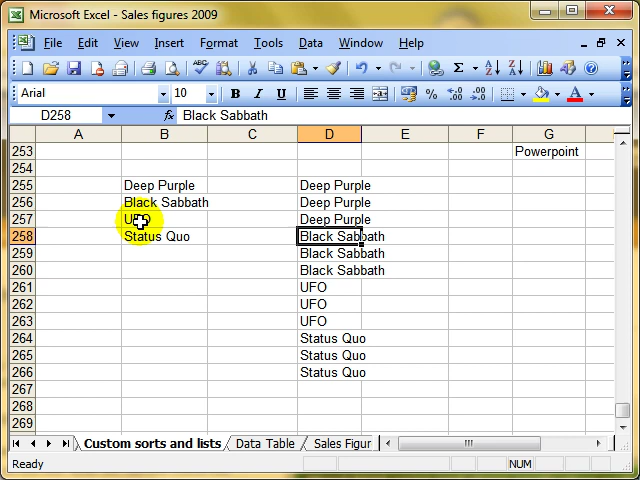 Microsoft Excel - Sales figures 2009
File Edit View Insert Format Tools Data Window Help
Arial 10 B I U % A
D258 fx Black Sabbath
A B C D E F G
253 Powerpoint
254
255 Deep Purple Deep Purple
256 Black Sabbath Deep Purple
257 UFO Deep Purple
258 Status Quo Black Sabbath
259 Black Sabbath
260 Black Sabbath
261 UFO
262 UFO
263 UFO
264 Status Quo
265 Status Quo
266 Status Quo
267
268
269
Custom sorts and lists Data Table Sales Figur
Ready NUM